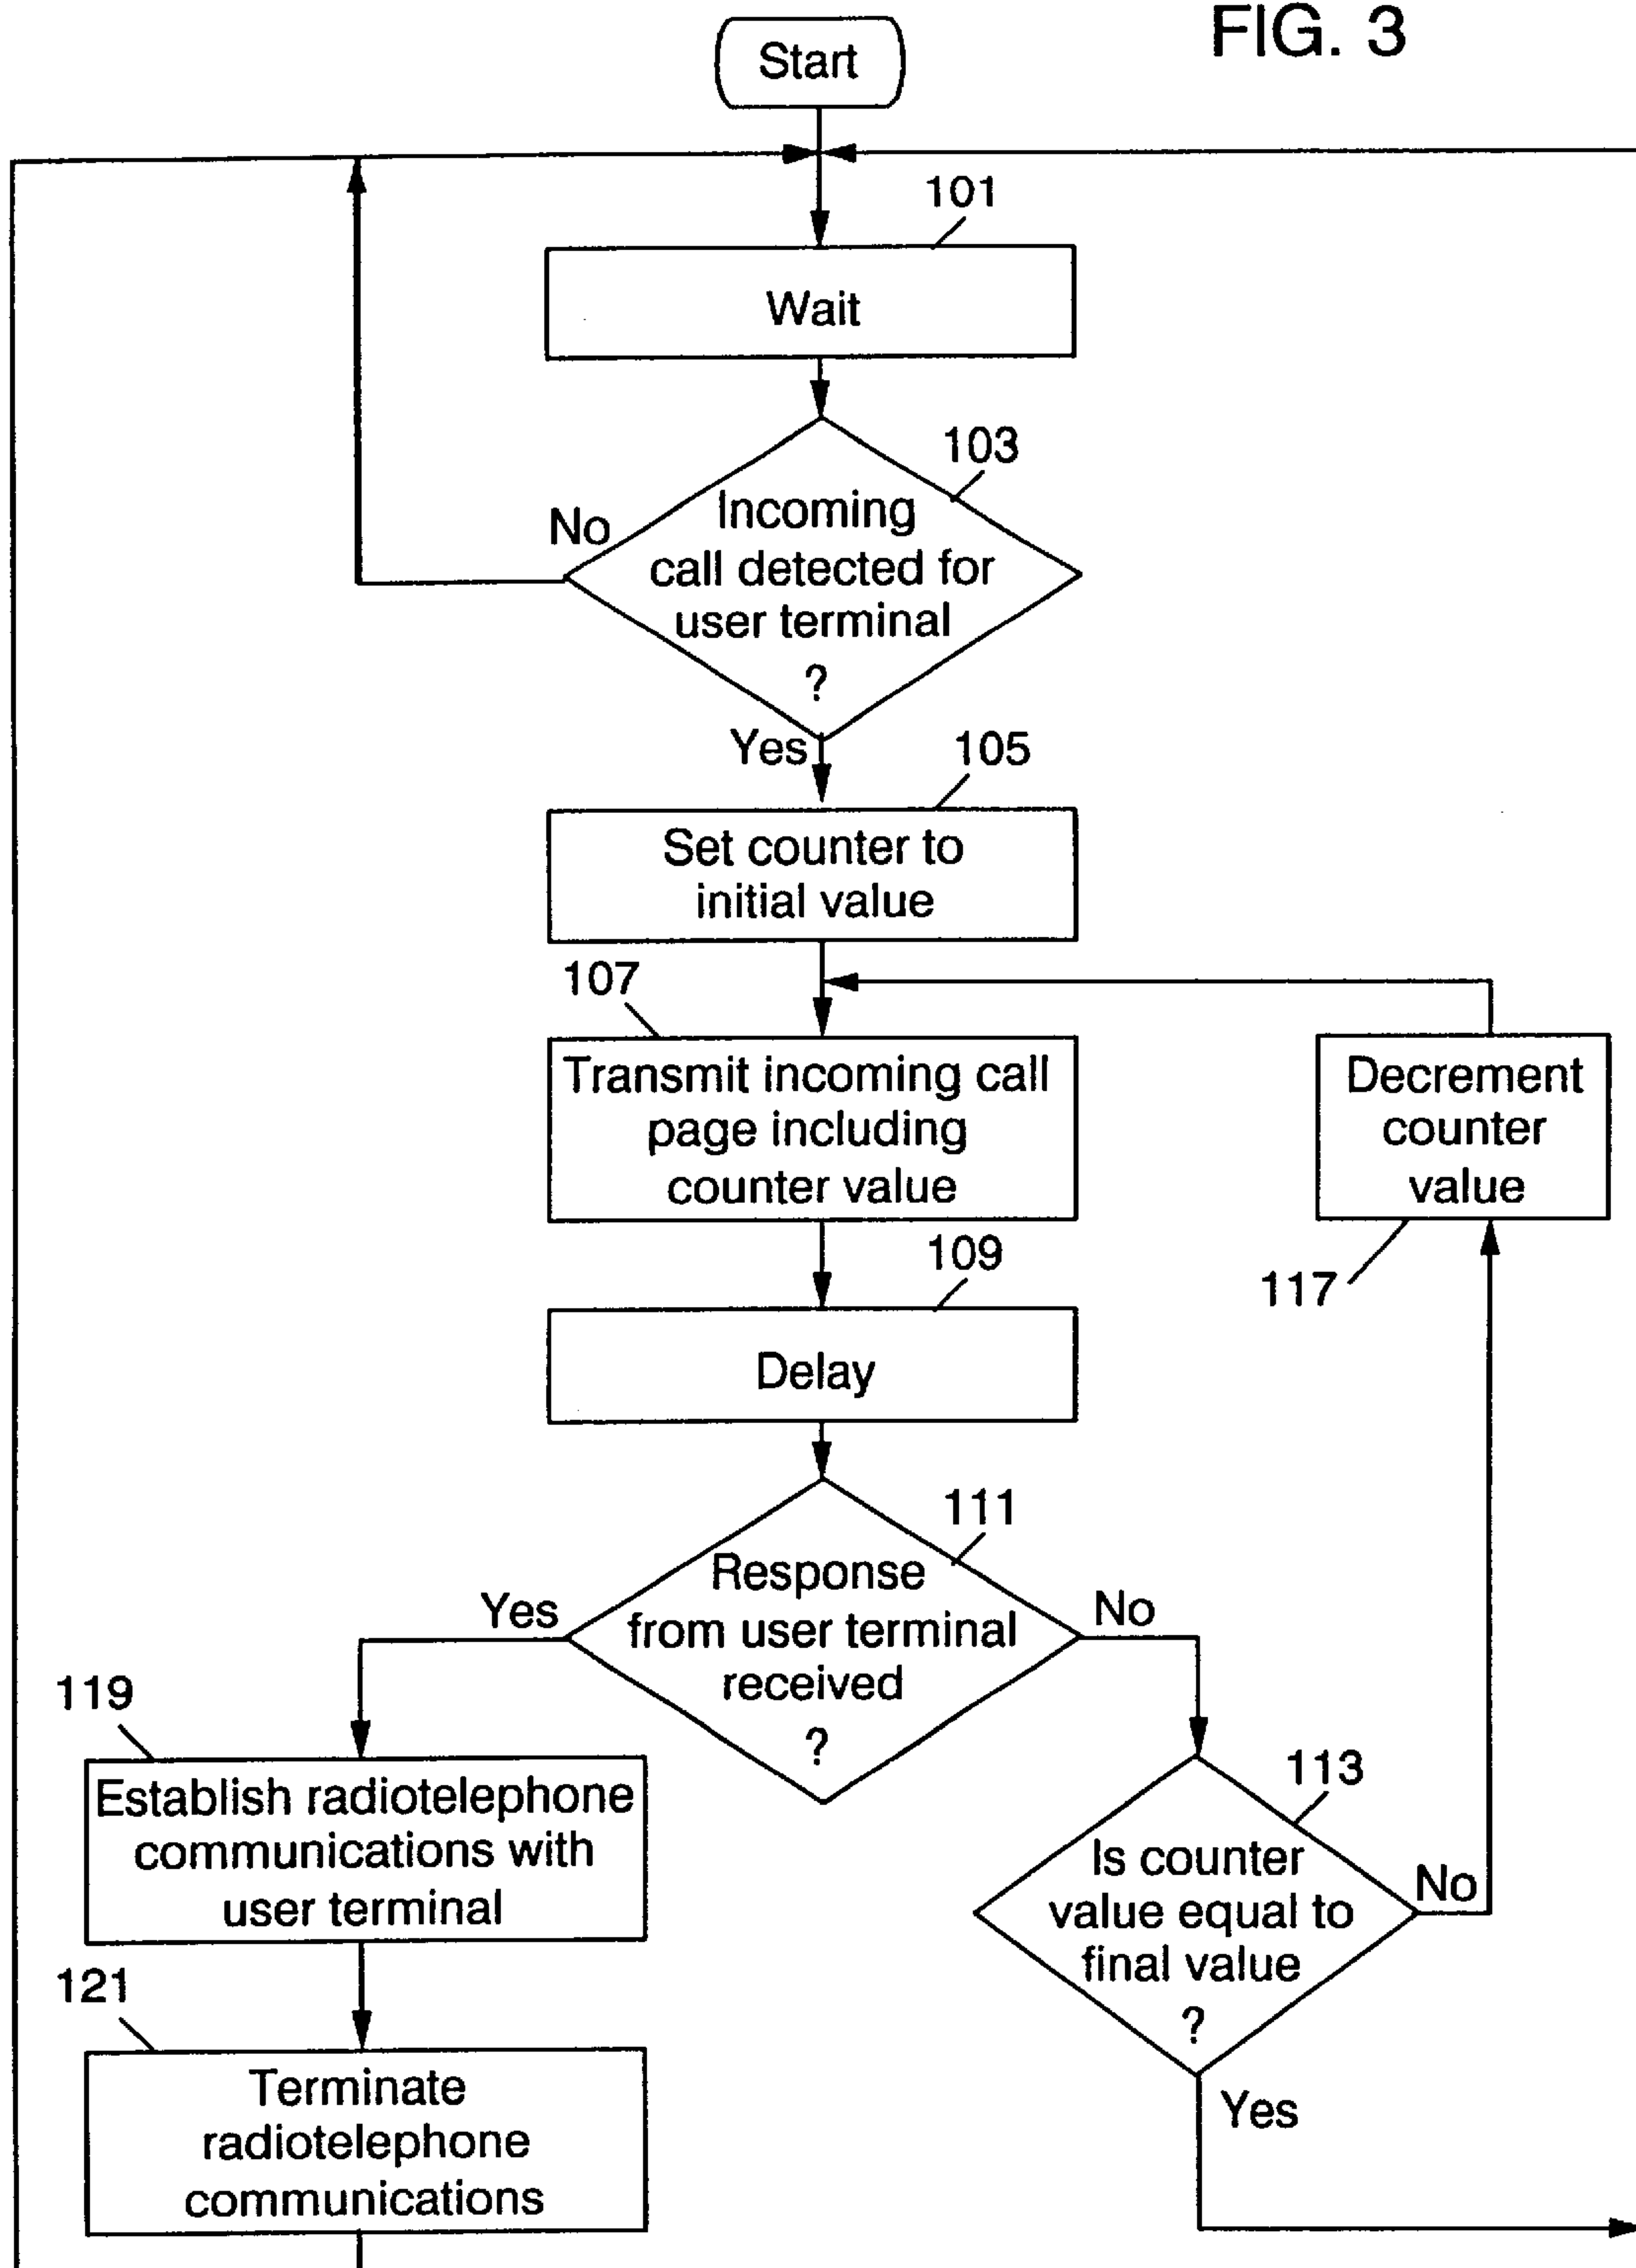 FIG. 3
Start
101
Wait
103
No
Incoming
call detected for
user terminal
?
Yes
105
Set counter to
initial value
107
Transmit incoming call
page including
counter value
Decrement
counter
value
117
109
Delay
111
Response
from user terminal
received
?
Yes
No
119
Establish radiotelephone
communications with
user terminal
113
Is counter
value equal to
final value
?
No
Yes
121
Terminate
radiotelephone
communications